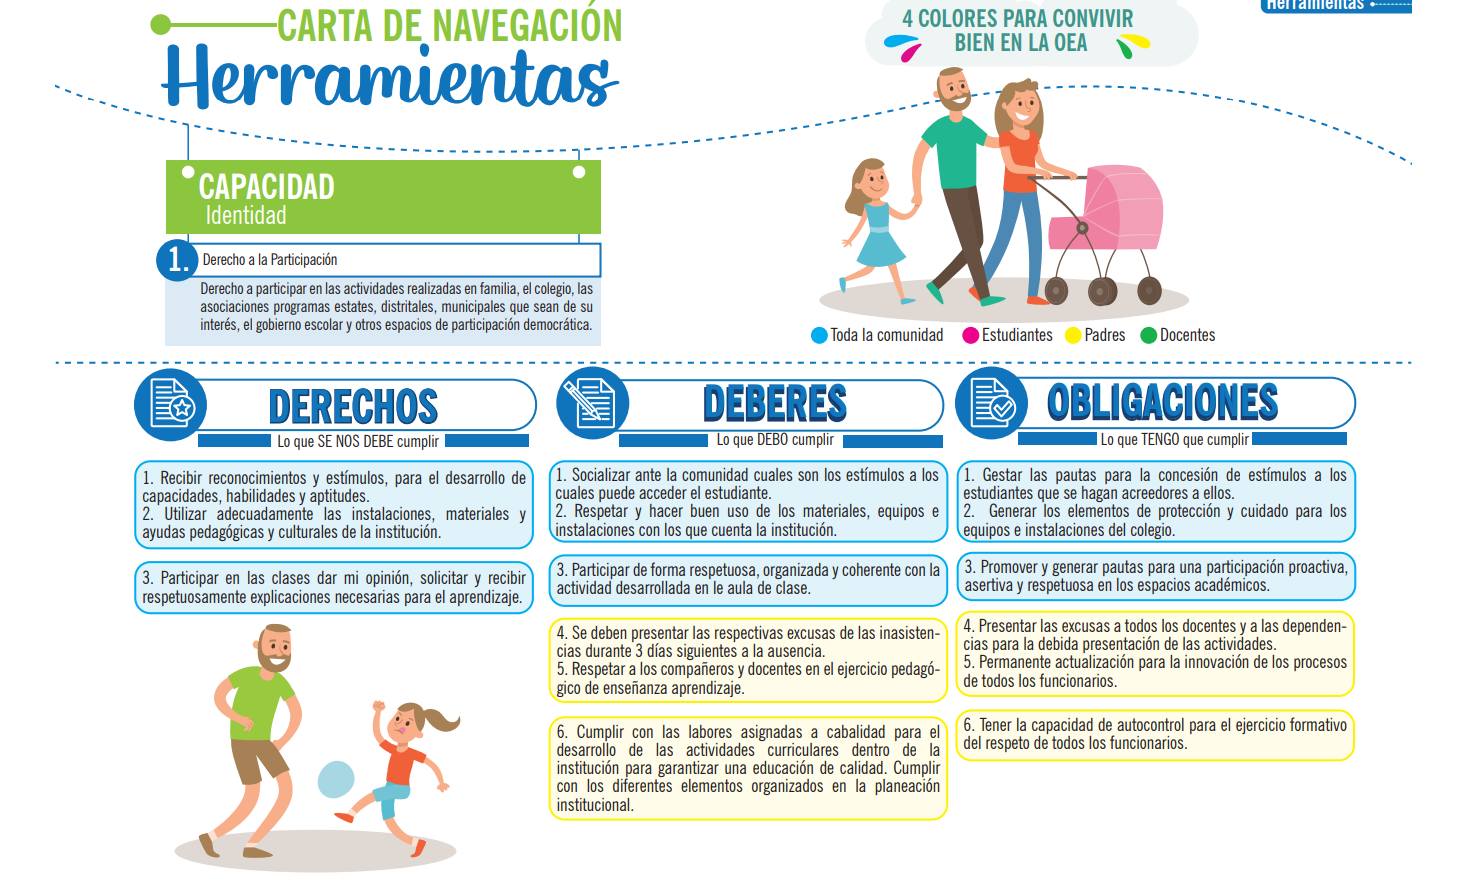 CARTA DE NAVEGACIÓN
Herramientas
4 COLORES PARA CONVIVIR
BIEN EN LA OEA
Herramientas
CAPACIDAD
Identidad
1.
Derecho a la Participación
Derecho a participar en las actividades realizadas en familia, el colegio, las
asociaciones programas estates, distritales, municipales que sean de su
interés, el gobierno escolar y otros espacios de participación democrática.
Toda la comunidad
Estudiantes
Padres
Docentes
DERECHOS
Lo que SE NOS DEBE cumplir
1. Recibir reconocimientos y estímulos, para el desarrollo de
capacidades, habilidades y aptitudes.
2. Utilizar adecuadamente las instalaciones, materiales y
ayudas pedagógicas y culturales de la institución.
3. Participar en las clases dar mi opinión, solicitar y recibir
respetuosamente explicaciones necesarias para el aprendizaje.
DEBERES
Lo que DEBO cumplir
1. Socializar ante la comunidad cuales son los estímulos a los
cuales puede acceder el estudiante.
2. Respetar y hacer buen uso de los materiales, equipos e
instalaciones con los que cuenta la institución.
3. Participar de forma respetuosa, organizada y coherente con la
actividad desarrollada en le aula de clase.
4. Se deben presentar las respectivas excusas de las inasisten-
cias durante 3 días siguientes a la ausencia.
5. Respetar a los compañeros y docentes en el ejercicio pedagó-
gico de enseñanza aprendizaje.
6. Cumplir con las labores asignadas a cabalidad para el
desarrollo de las actividades curriculares dentro de la
institución para garantizar una educación de calidad. Cumplir
con los diferentes elementos organizados en la planeación
institucional.
OBLIGACIONES
Lo que TENGO que cumplir
1. Gestar las pautas para la concesión de estímulos a los
estudiantes que se hagan acreedores a ellos.
2. Generar los elementos de protección y cuidado para los
equipos e instalaciones del colegio.
3. Promover y generar pautas para una participación proactiva,
asertiva y respetuosa en los espacios académicos.
4. Presentar las excusas a todos los docentes y a las dependen-
cias para la debida presentación de las actividades.
5. Permanente actualización para la innovación de los procesos
de todos los funcionarios.
6. Tener la capacidad de autocontrol para el ejercicio formativo
del respeto de todos los funcionarios.